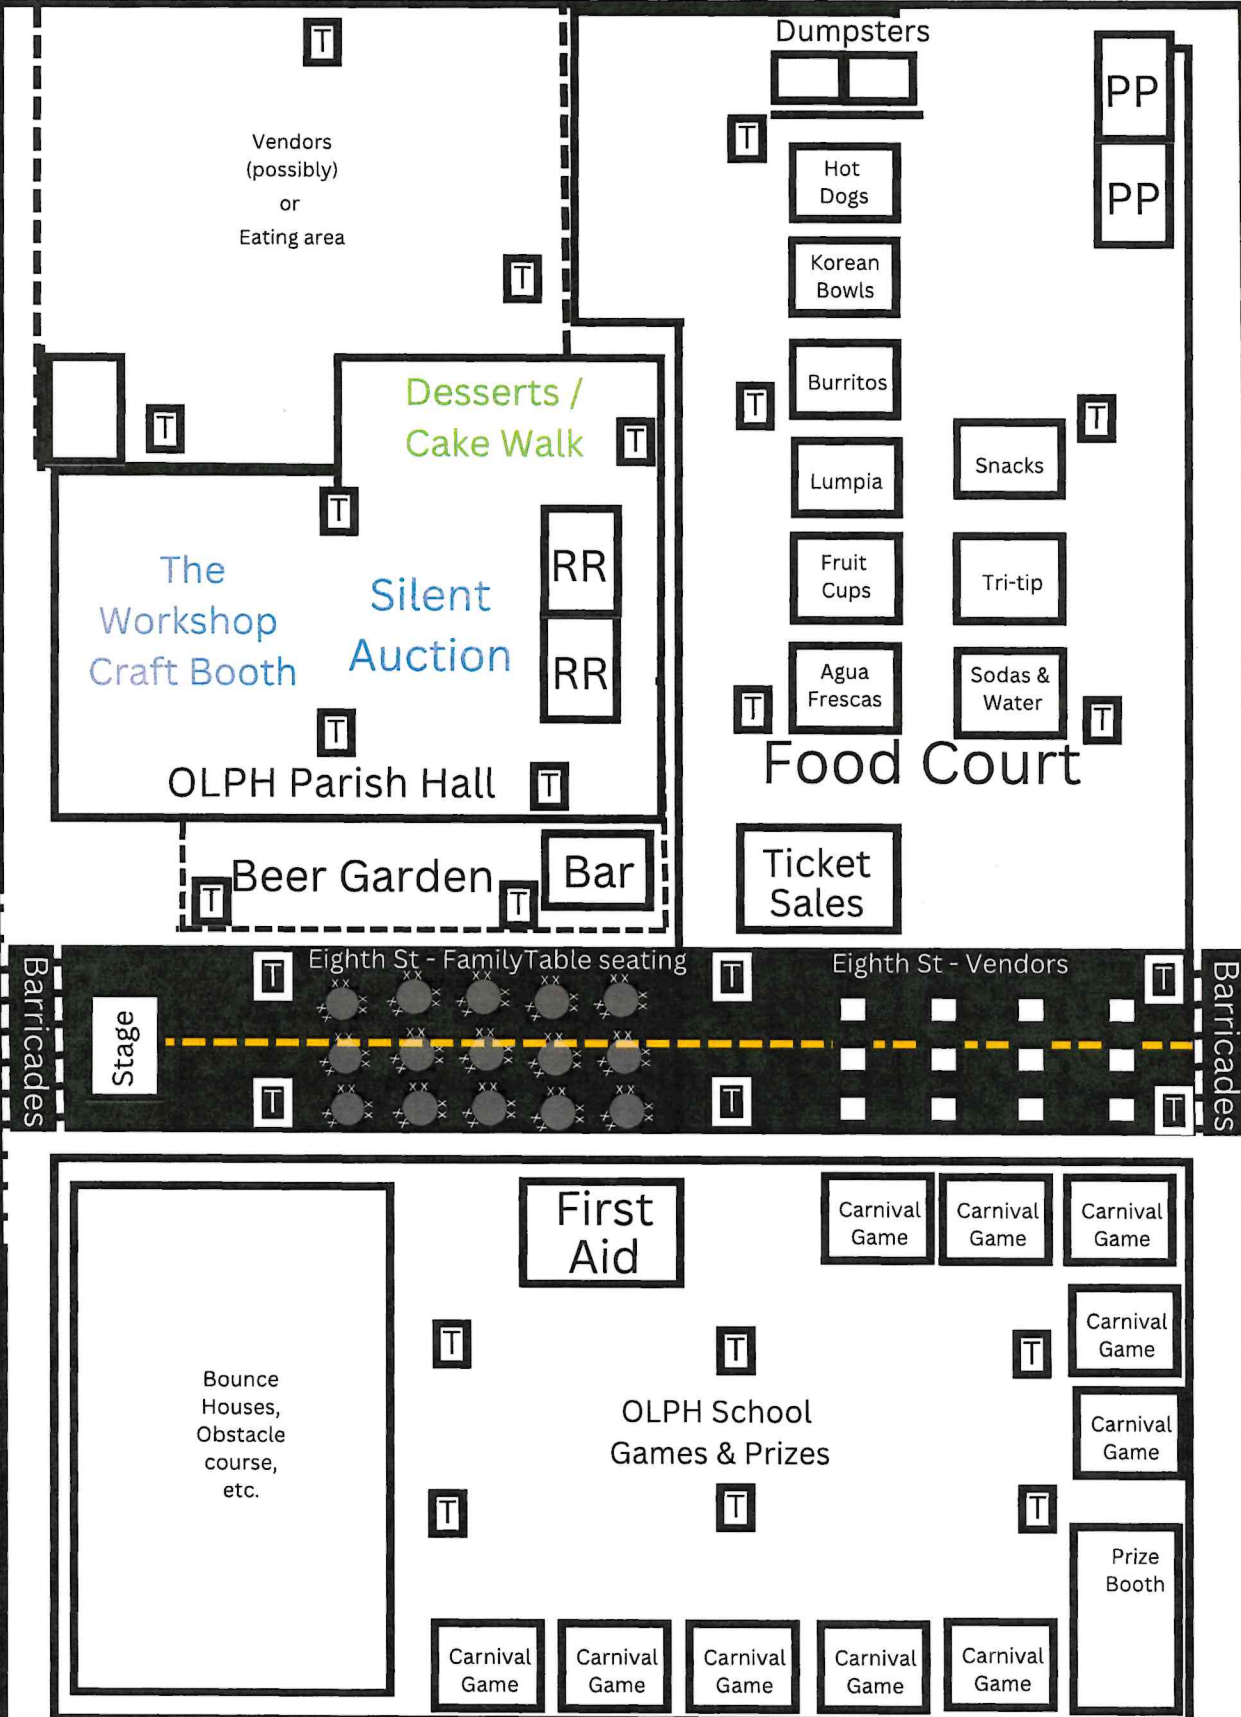 Dumpsters
T
PP
T
Vendors
(possibly)
or
Eating area
Hot
Dogs
PP
T
Korean
Bowls
Desserts /
Cake Walk
T
T
T
Burritos
T
Snacks
Lumpia
T
The
Workshop
Craft Booth
Silent
Auction
RR
RR
Fruit
Cups
Tri-tip
Agua
Frescas
Sodas &
Water
T
T
T
T
OLPH Parish Hall
Food Court
Beer Garden
T
T
Bar
Ticket
Sales
Barricades
Eighth St - FamilyTable seating
Eighth St - Vendors
Barricades
T
T
T
Stage
T
T
T
First
Aid
Carnival
Game
Carnival
Game
Carnival
Game
Carnival
Game
T
T
T
Bounce
Houses,
Obstacle
course,
etc.
OLPH School
Games & Prizes
Carnival
Game
T
T
T
Prize
Booth
Carnival
Game
Carnival
Game
Carnival
Game
Carnival
Game
Carnival
Game